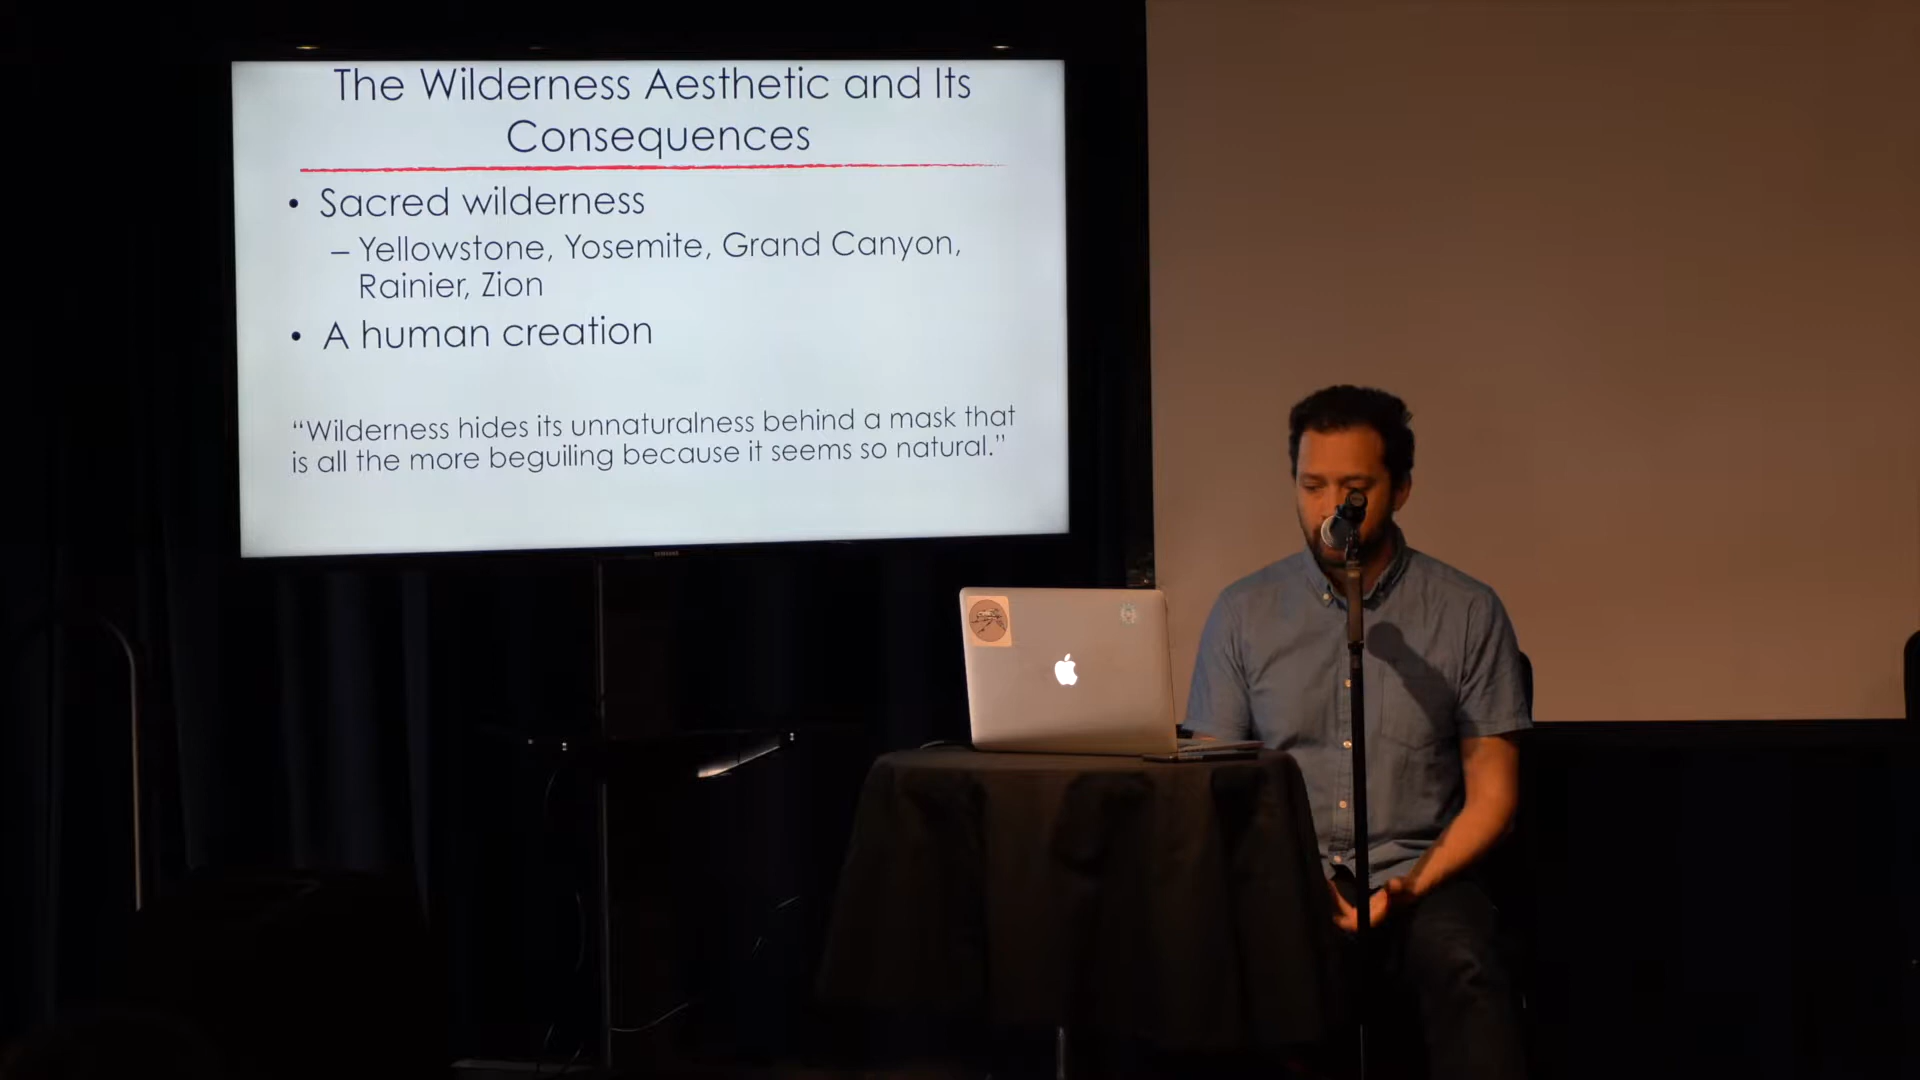 The Wilderness Aesthetic and Its
Consequences
• Sacred wilderness
– Yellowstone, Yosemite, Grand Canyon,
Rainier, Zion
• A human creation
“Wilderness hides its unnaturalness behind a mask that
is all the more beguiling because it seems so natural.”
SAMSUNG